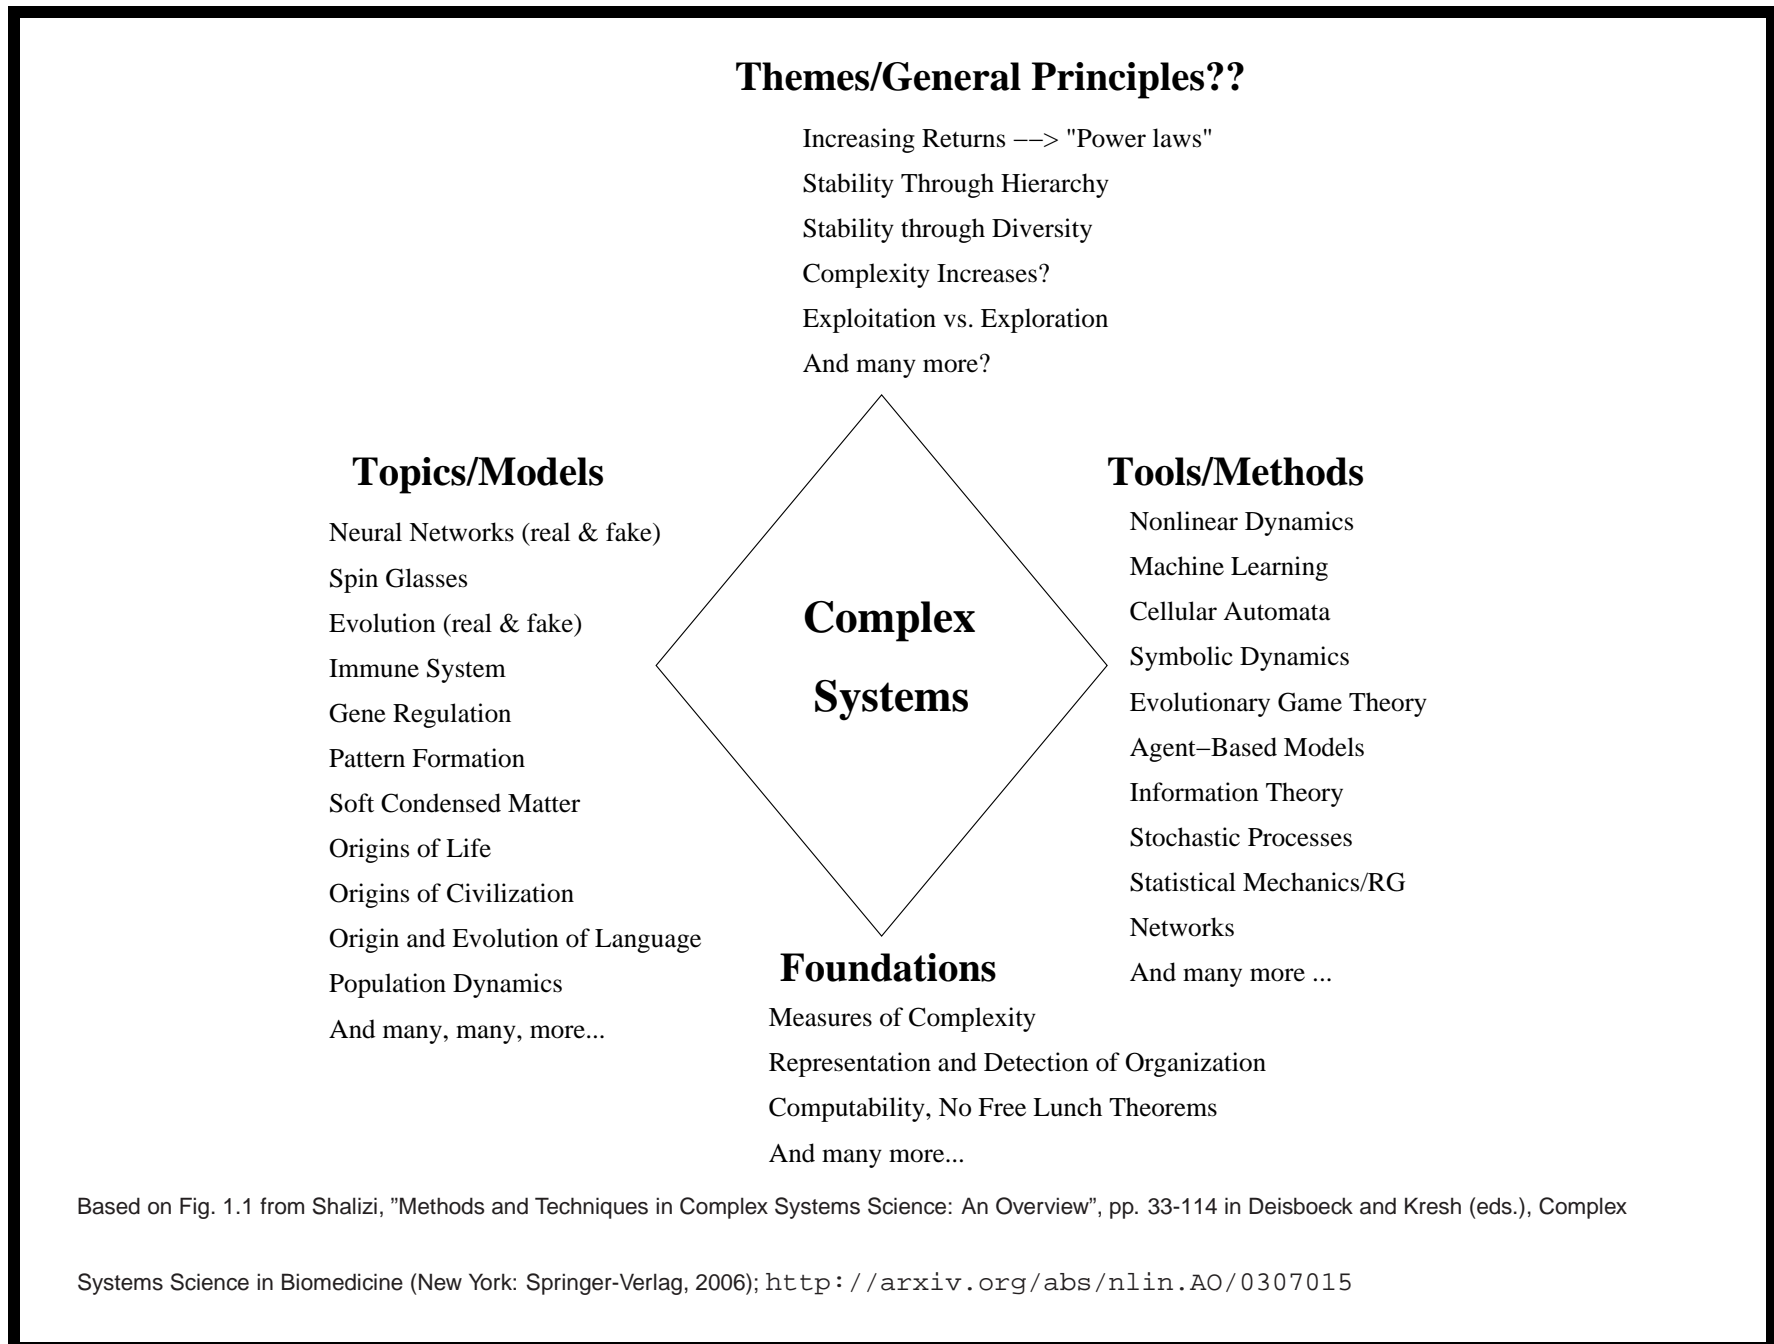 Themes/General Principles??
Increasing Returns −−> "Power laws"
Stability Through Hierarchy
Stability through Diversity
Complexity Increases?
Exploitation vs. Exploration
And many more?
Topics/Models
Neural Networks (real & fake)
Spin Glasses
Evolution (real & fake)
Immune System
Gene Regulation
Pattern Formation
Soft Condensed Matter
Origins of Life
Origins of Civilization
Origin and Evolution of Language
Population Dynamics
And many, many, more...
Complex
Systems
Tools/Methods
Nonlinear Dynamics
Machine Learning
Cellular Automata
Symbolic Dynamics
Evolutionary Game Theory
Agent−Based Models
Information Theory
Stochastic Processes
Statistical Mechanics/RG
Networks
And many more ...
Foundations
Measures of Complexity
Representation and Detection of Organization
Computability, No Free Lunch Theorems
And many more...
Based on Fig. 1.1 from Shalizi, ”Methods and Techniques in Complex Systems Science: An Overview”, pp. 33-114 in Deisboeck and Kresh (eds.), Complex
Systems Science in Biomedicine (New York: Springer-Verlag, 2006); http://arxiv.org/abs/nlin.AO/0307015